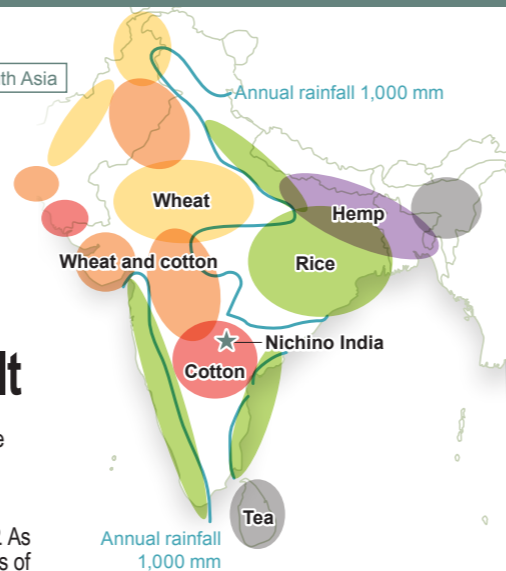 th Asia
Annual rainfall 1,000 mm
Wheat
Hemp
Wheat and cotton
Rice
Nichino India
Cotton
lt
e
Tea
. As
s of
Annual rainfall
1,000 mm